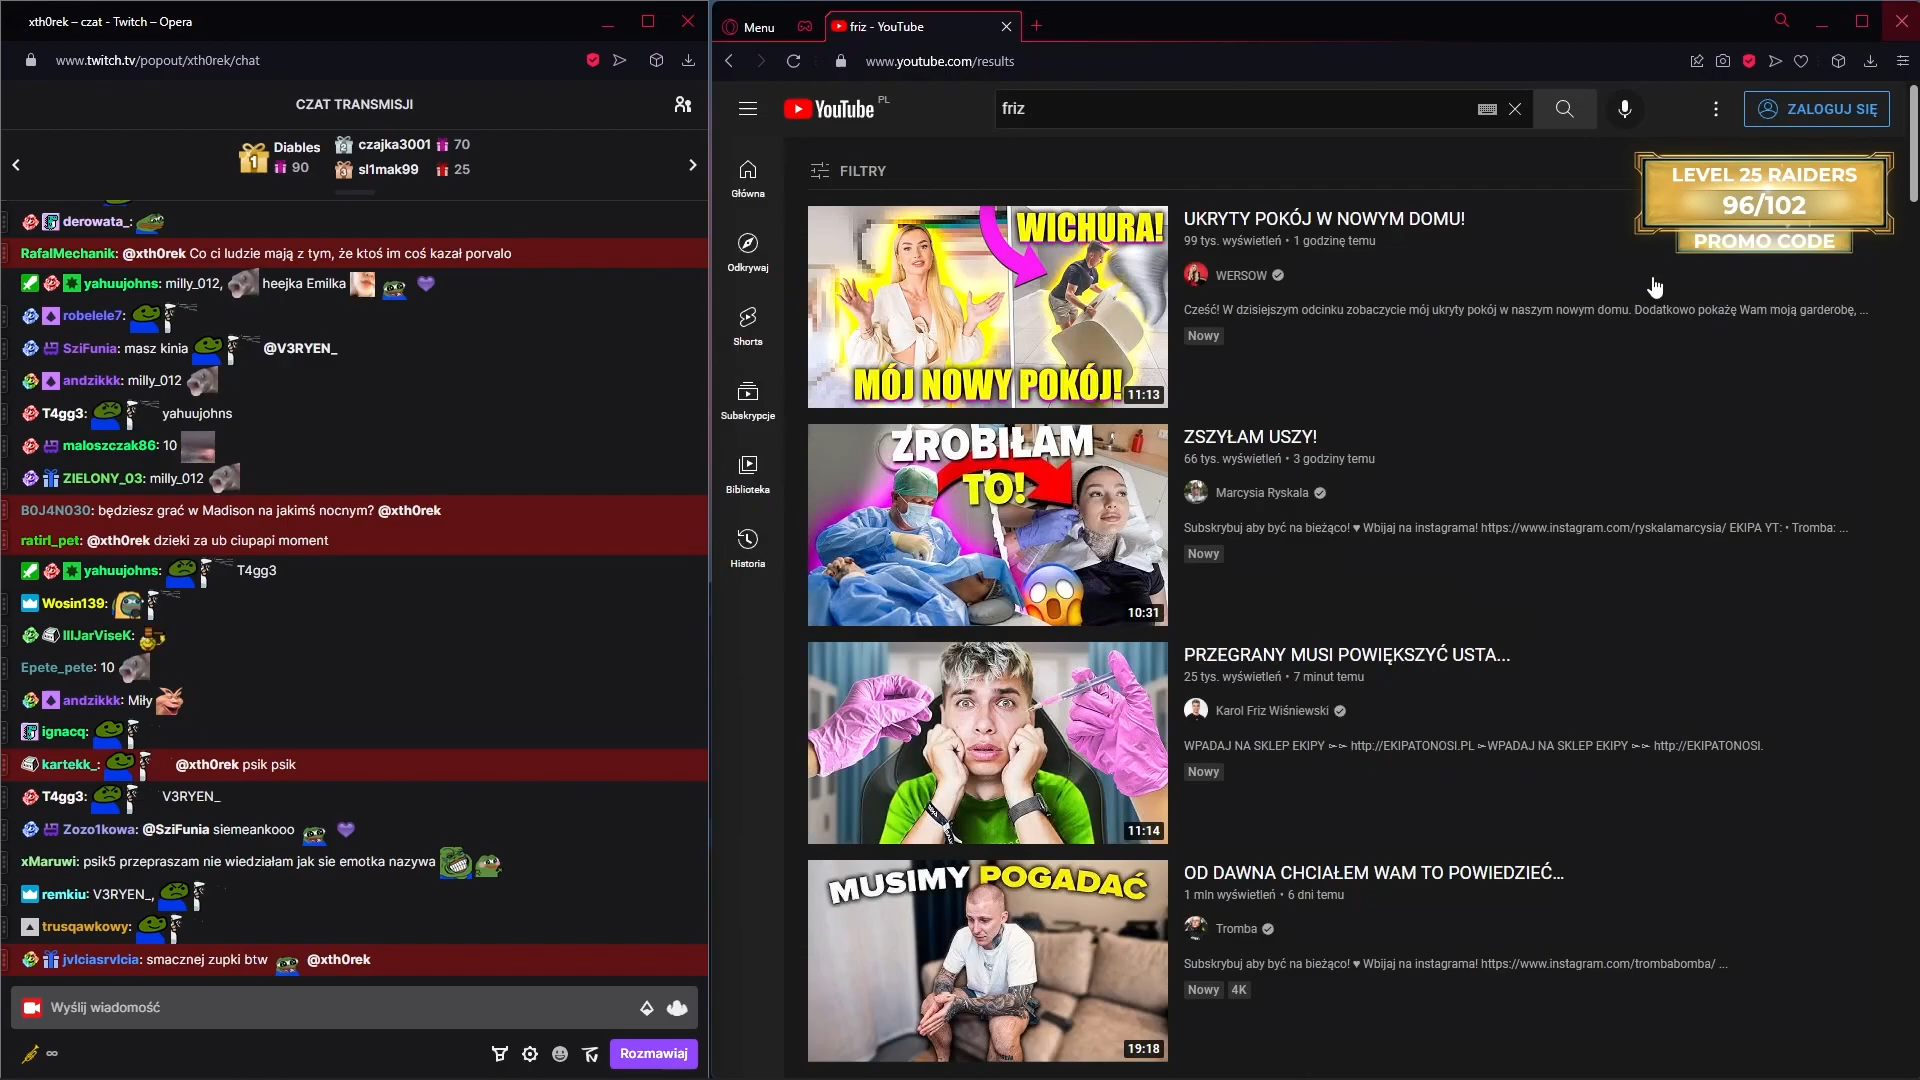 xth0rek – czat - Twitch – Opera
www.twitch.tv/popout/xth0rek/chat
CZAT TRANSMISJI
1 Diables
90
2 czajka3001 70
3 sl1mak99 25
derowata_:
RafalMechanik: @xth0rek Co ci ludzie mają z tym, że ktoś im coś kazał porvalo
yahuujohns: milly_012, heejka Emilka
robelele7:
SziFunia: masz kinia @V3RYEN_
andzikkk: milly_012
T4gg3: yahuujohns
maloszczak86: 10
ZIELONY_03: milly_012
B0J4N030: będziesz grać w Madison na jakimś nocnym? @xth0rek
ratirl_pet: @xth0rek dzieki za ub ciupapi moment
yahuujohns: T4gg3
Wosin139:
IllJarViseK:
Epete_pete: 10
andzikkk: Miły
ignacq:
kartekk_: @xth0rek psik psik
T4gg3: V3RYEN_
Zozo1kowa: @SziFunia siemeankooo
xMaruwi: psik5 przepraszam nie wiedziałam jak sie emotka nazywa
remkiu: V3RYEN_,
trusqawkowy:
jvlciasrvlcia: smacznej zupki btw @xth0rek
Wyślij wiadomość
∞
Rozmawiaj
Menu
friz - YouTube
www.youtube.com/results
YouTube PL
friz
ZALOGUJ SIĘ
Główna
Odkrywaj
Shorts
Subskrypcje
Biblioteka
Historia
FILTRY
LEVEL 25 RAIDERS
96/102
PROMO CODE
WICHURA!
MÓJ NOWY POKÓJ!
11:13
UKRYTY POKÓJ W NOWYM DOMU!
99 tys. wyświetleń • 1 godzinę temu
WERSOW
Cześć! W dzisiejszym odcinku zobaczycie mój ukryty pokój w naszym nowym domu. Dodatkowo pokażę Wam moją garderobę, ...
Nowy
ZROBIŁAM
TO!
10:31
ZSZYŁAM USZY!
66 tys. wyświetleń • 3 godziny temu
Marcysia Ryskala
Subskrybuj aby być na bieżąco! ♥ Wbijaj na instagrama! https://www.instagram.com/ryskalamarcysia/ EKIPA YT: • Tromba: ...
Nowy
11:14
PRZEGRANY MUSI POWIĘKSZYĆ USTA...
25 tys. wyświetleń • 7 minut temu
Karol Friz Wiśniewski
WPADAJ NA SKLEP EKIPY ►► http://EKIPATONOSI.PL ►WPADAJ NA SKLEP EKIPY ►► http://EKIPATONOSI.
Nowy
MUSIMY POGADAĆ
19:18
OD DAWNA CHCIAŁEM WAM TO POWIEDZIEĆ...
1 mln wyświetleń • 6 dni temu
Tromba
Subskrybuj aby być na bieżąco! ♥ Wbijaj na instagrama! https://www.instagram.com/trombabomba/ ...
Nowy 4K